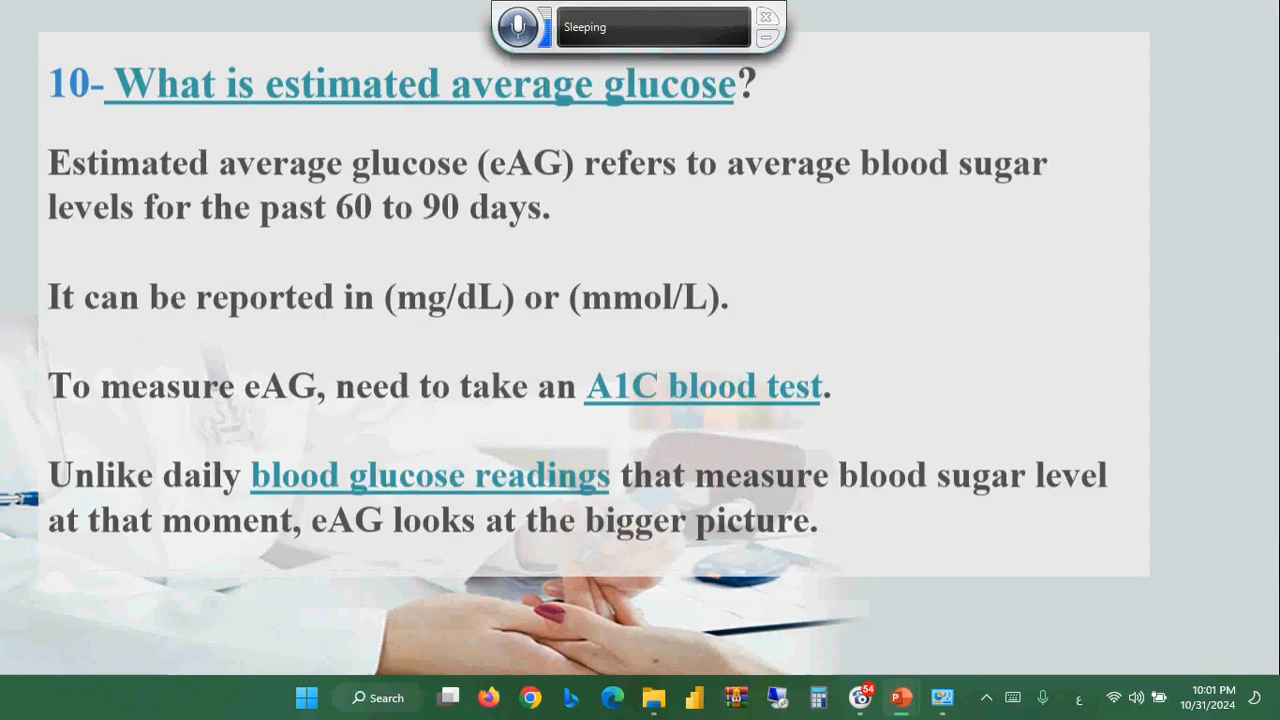 Sleeping
10- What is estimated average glucose?
Estimated average glucose (eAG) refers to average blood sugar
levels for the past 60 to 90 days.
It can be reported in (mg/dL) or (mmol/L).
To measure eAG, need to take an A1C blood test.
Unlike daily blood glucose readings that measure blood sugar level
at that moment, eAG looks at the bigger picture.
Search
54
ع
10:01 PM
10/31/2024